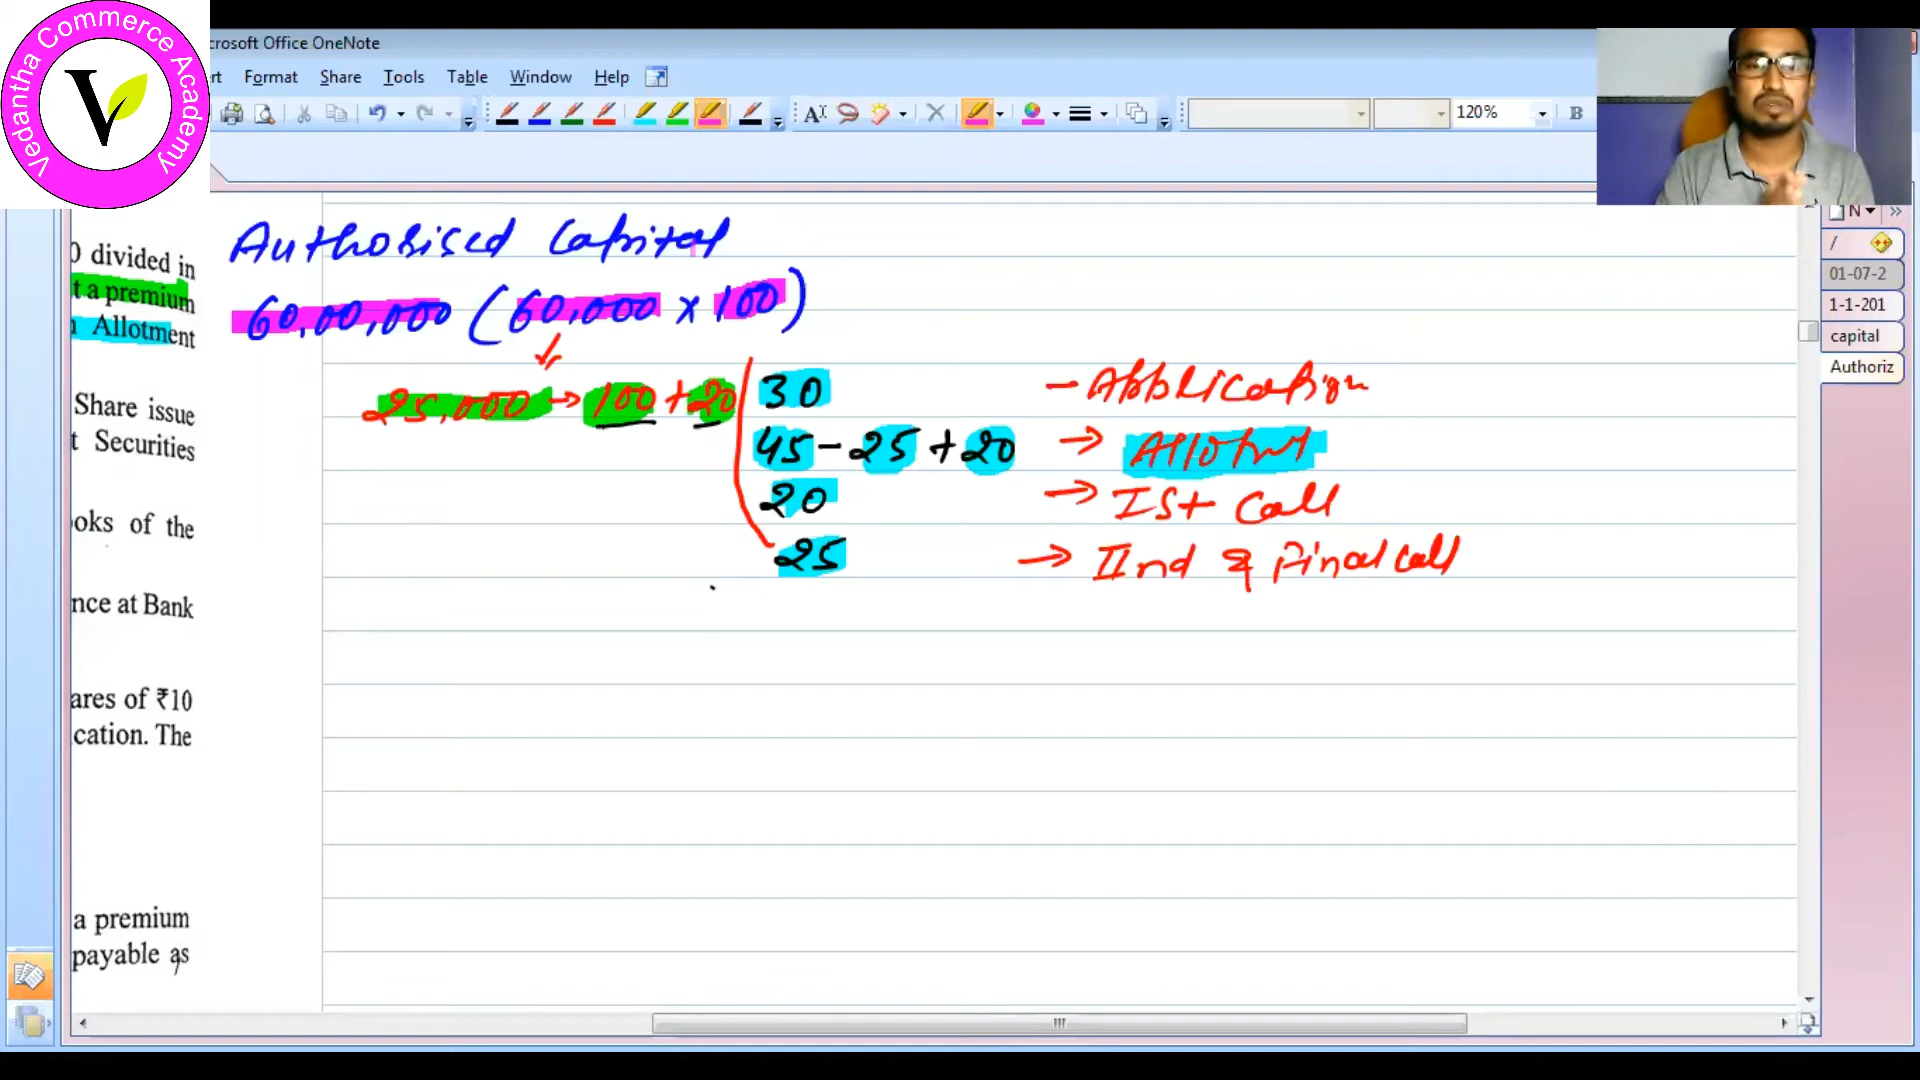 Vedantha Commerce Academy
crosoft Office OneNote
rt Format Share Tools Table Window Help
120% B
N
/
01-07-2
1-1-201
capital
Authoriz
0 divided in
t a premium
n Allotment
Share issue
t Securities
oks of the
nce at Bank
ares of ₹10
cation. The
a premium
payable as
Authorised Capital
60,00,000 (60,000 x 100)
25,000 → 100 + 20
30 - Application
45 - 25 + 20 → Allotmt
20 → Ist Call
25 → IInd & Final Call